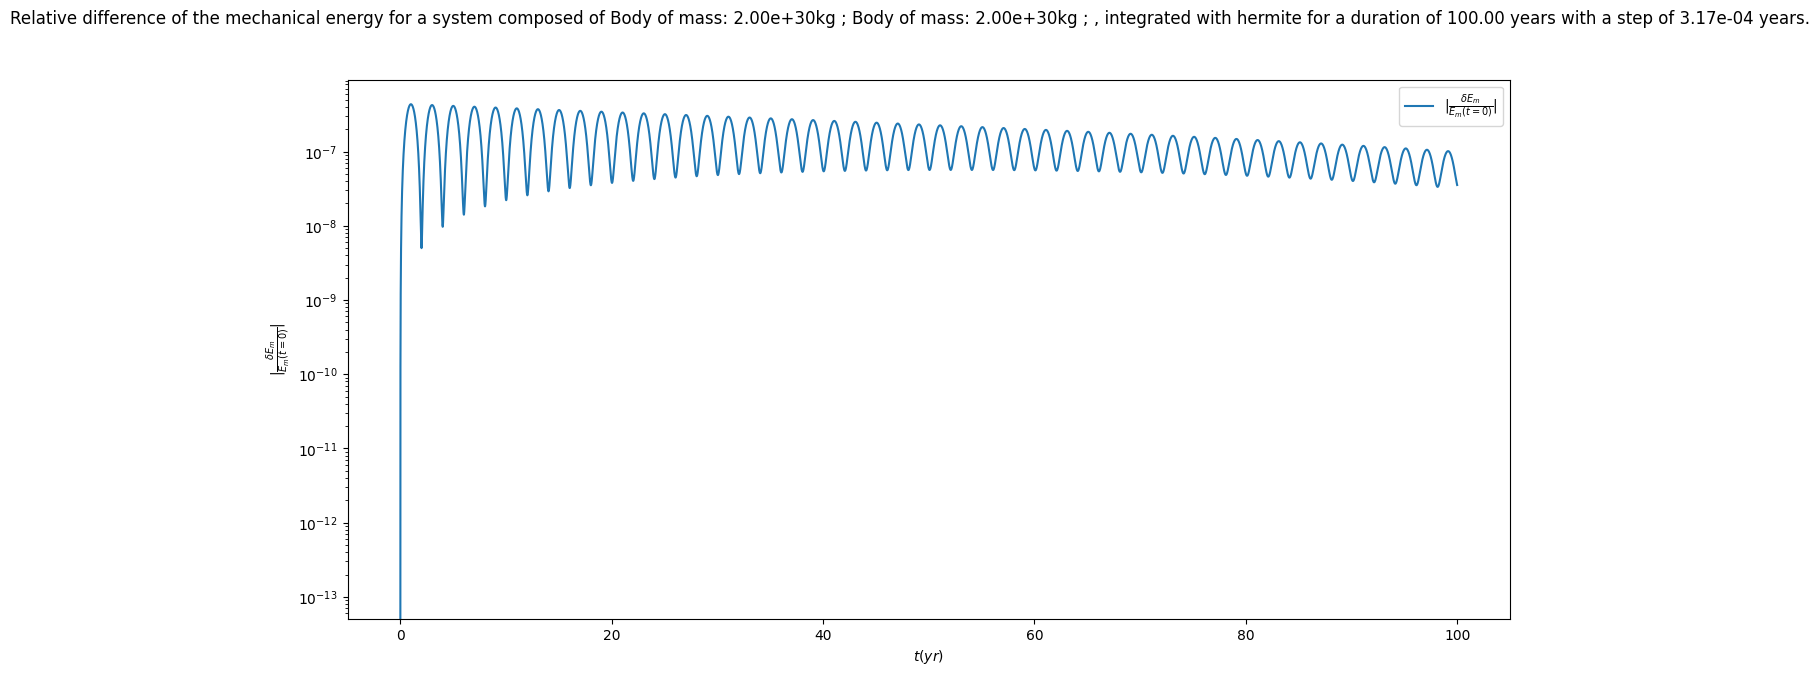 Relative difference of the mechanical energy for a system composed of Body of mass: 2.00e+30kg ; Body of mass: 2.00e+30kg ; , integrated with hermite for a duration of 100.00 years with a step of 3.17e-04 years.
|δE_m/E_m(t=0)|
10^-7
10^-8
10^-9
10^-10
10^-11
10^-12
10^-13
|δE_m/E_m(t=0)|
0 20 40 60 80 100
t(yr)